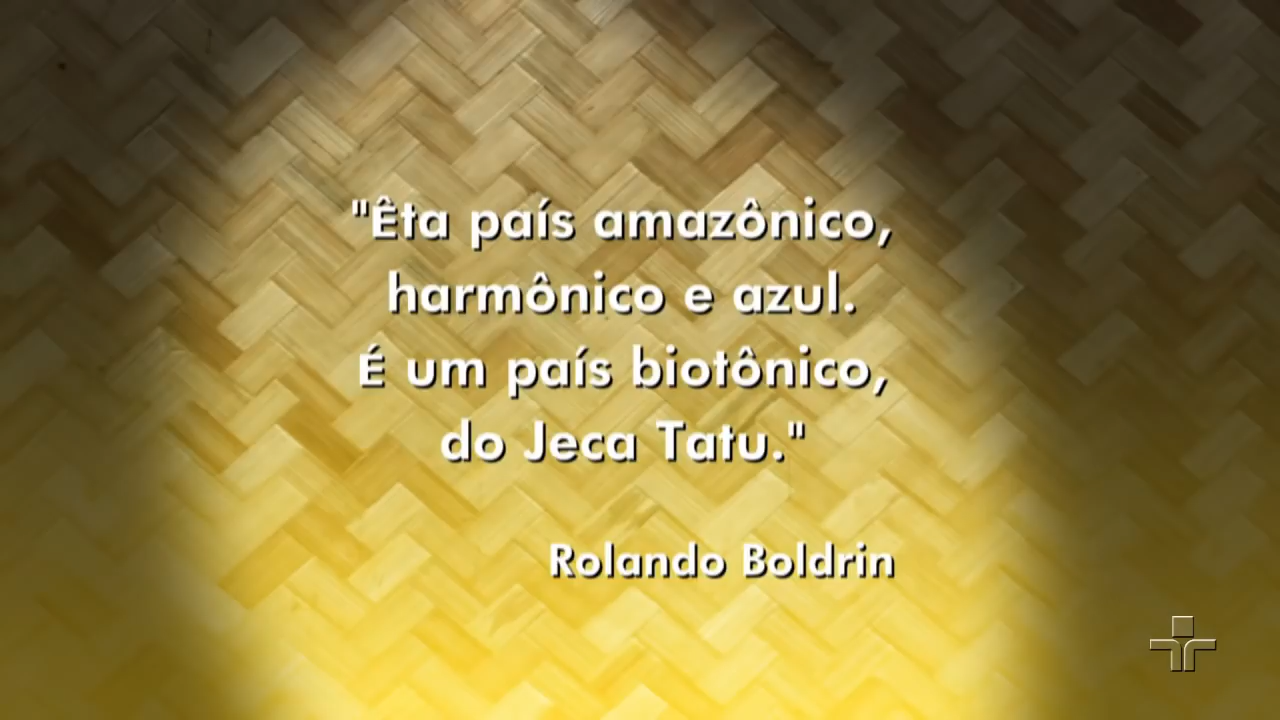 "Êta país amazônico,
harmônico e azul.
É um país biotônico,
do Jeca Tatu."
Rolando Boldrin